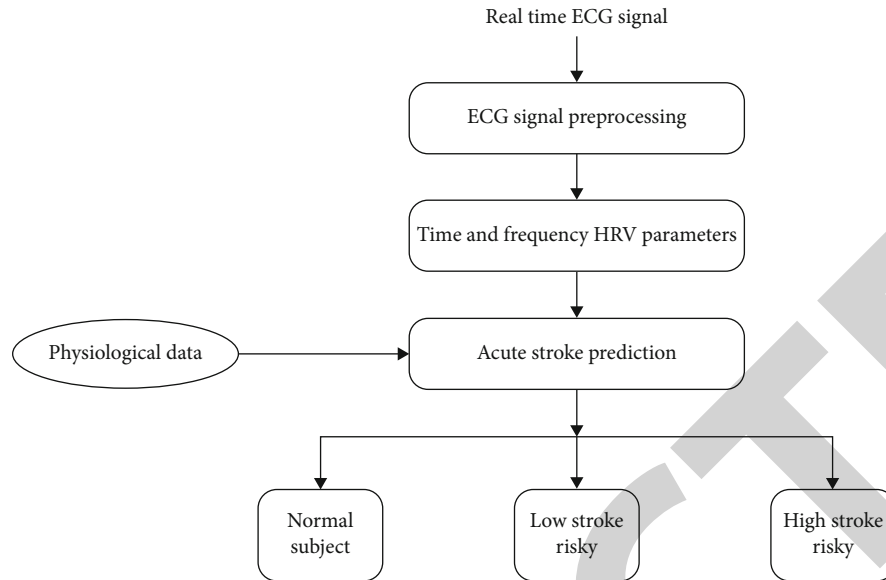 Real time ECG signal
ECG signal preprocessing
Time and frequency HRV parameters
Physiological data
Acute stroke prediction
Normal
subject
Low stroke
risky
High stroke
risky